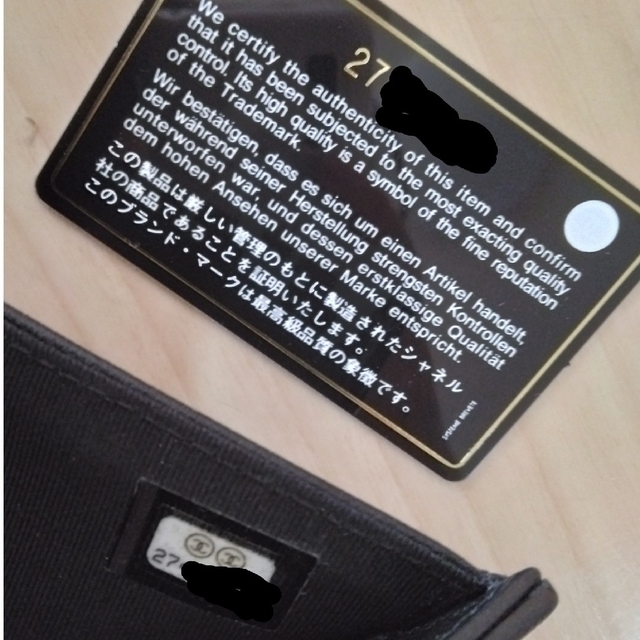 27
We certify the authenticity of this item and confirm
that it has been subjected to the most exacting quality
control. Its high quality is a symbol of the fine reputation
of the Trademark.
Wir bestätigen, dass es sich um einen Artikel handelt,
der während seiner Herstellung strengsten Kontrollen
unterworfen war, und dessen erstklassige Qualität
dem hohen Ansehen unserer Marke entspricht.
この製品は厳しい管理のもとに製造されたシャネル
社の商品であることを証明いたします。
このブランド・マークは最高級品質の象徴です。
27